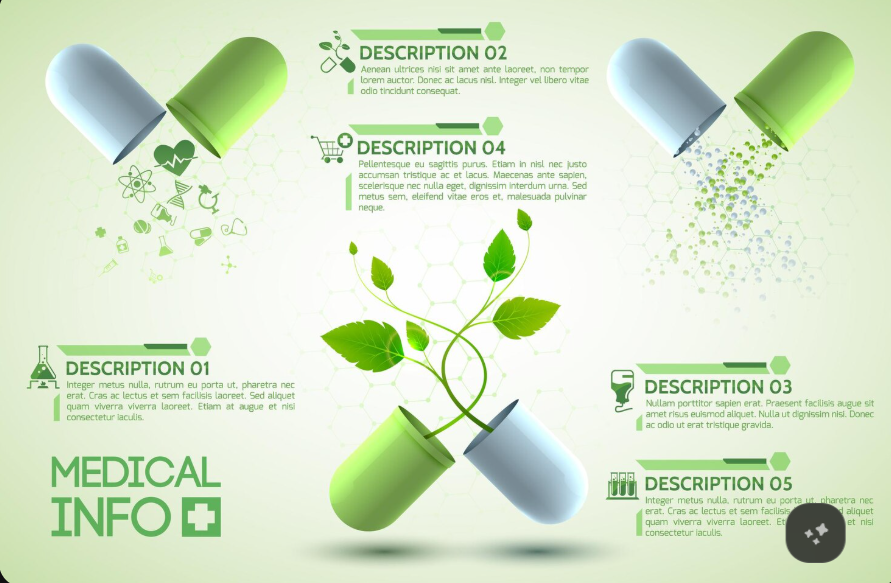 DESCRIPTION 02
Aenean ultrices nisi sit amet ante laoreet, non tempor
lorem auctor. Donec ac lacus nisl. Integer vel libero vitae
odio tincidunt consequat.
DESCRIPTION 04
Pellentesque eu sagittis purus. Etiam in nisl nec justo
accumsan tristique ac et lacus. Maecenas ante sapien,
scelerisque nec nulla eget, dignissim interdum urna. Sed
metus sem, eleifend vitae eros et, malesuada pulvinar
neque.
DESCRIPTION 01
Integer metus nulla, rutrum eu porta ut, pharetra nec
erat. Cras ac lectus et sem facilisis laoreet. Sed aliquet
quam viverra viverra laoreet. Etiam at augue et nisi
consectetur iaculis.
MEDICAL
INFO
DESCRIPTION 03
Nullam porttitor sapien erat. Praesent facilisis augue sit
amet risus euismod aliquet. Nulla ut dignissim nisi. Donec
ac odio ut erat tristique gravida.
DESCRIPTION 05
Integer metus nulla, rutrum eu porta ut, pharetra nec
erat. Cras ac lectus et sem facilisis aliquet
quam viverra viverra laoreet. et nisi
consectetur iaculis.